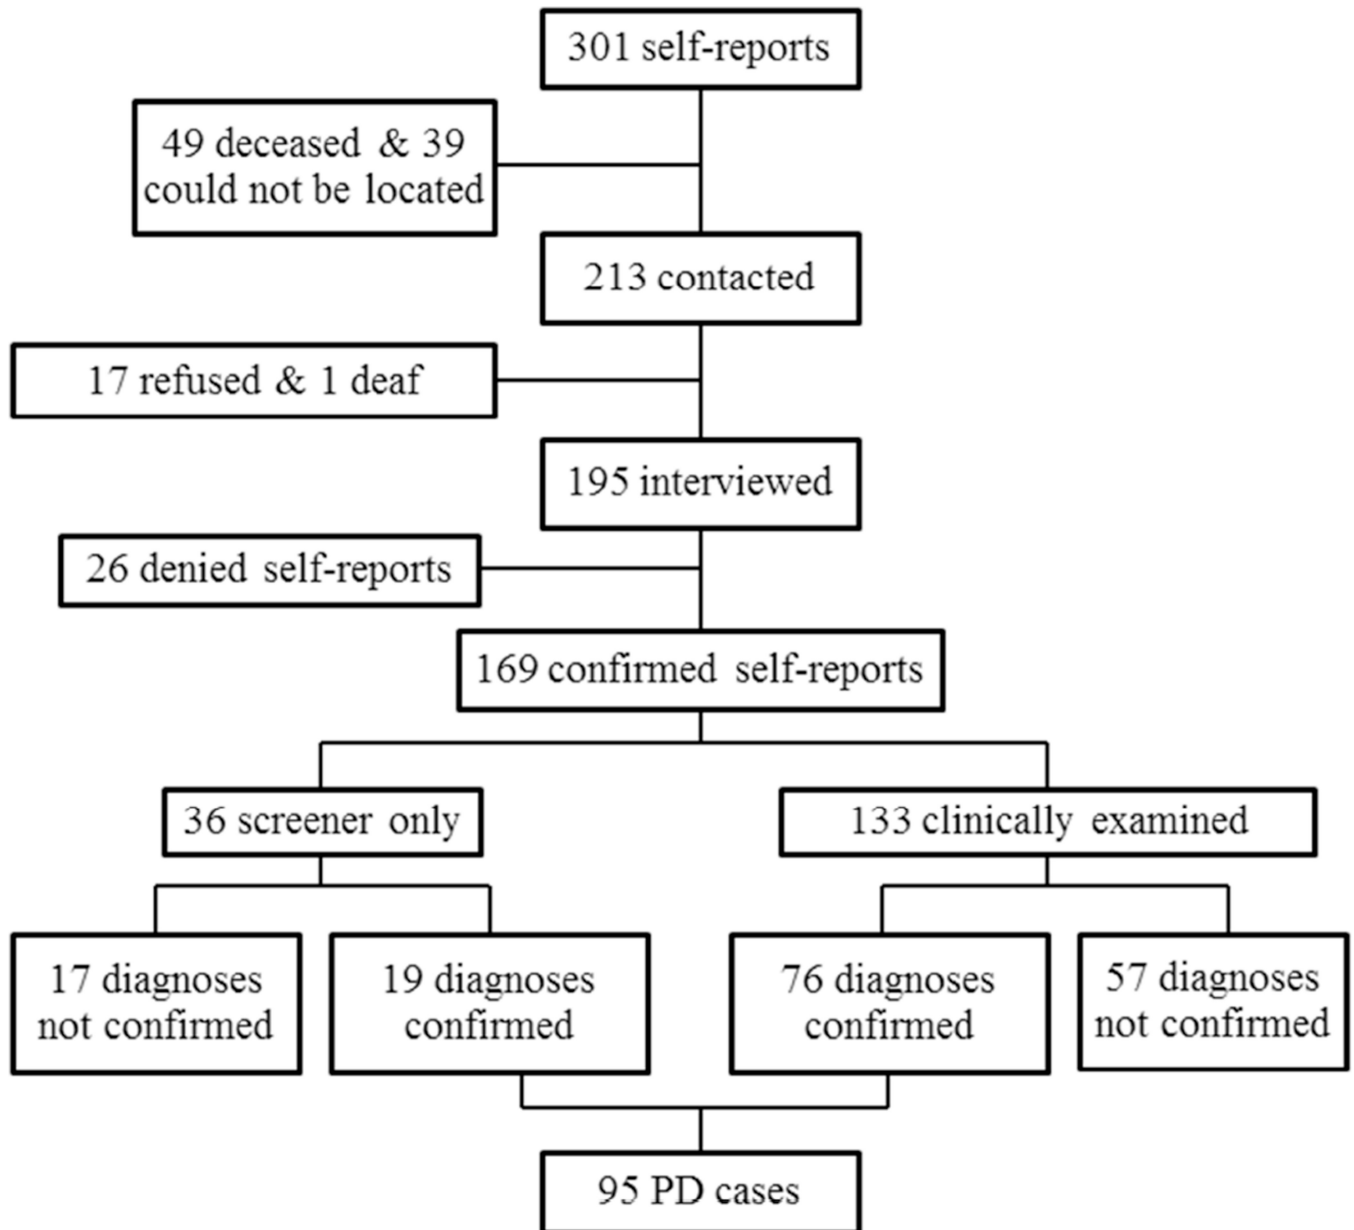 301 self-reports
49 deceased & 39
could not be located
213 contacted
17 refused & 1 deaf
195 interviewed
26 denied self-reports
169 confirmed self-reports
36 screener only
133 clinically examined
17 diagnoses
not confirmed
19 diagnoses
confirmed
76 diagnoses
confirmed
57 diagnoses
not confirmed
95 PD cases